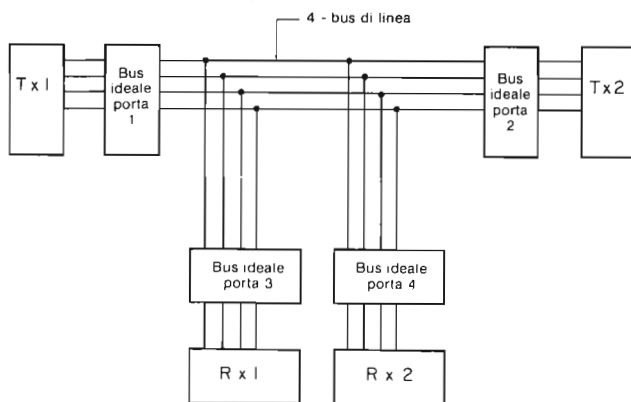 4 - bus di linea
T x 1
Bus
ideale
porta
1
Bus
ideale
porta
2
T x 2
Bus ideale
porta 3
Bus ideale
porta 4
R x 1
R x 2